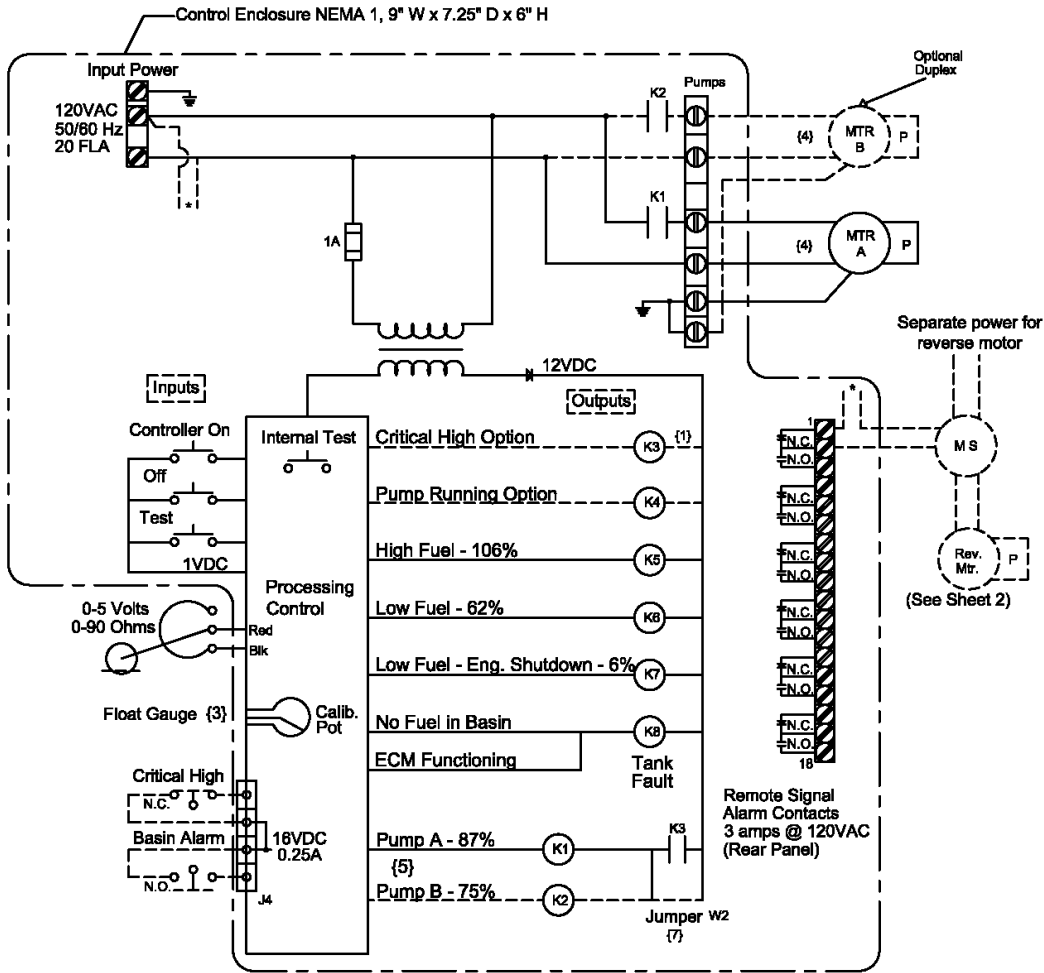 Control Enclosure NEMA 1, 9" W x 7.25" D x 6" H
Input Power
120VAC
50/60 Hz
20 FLA
*
1A
K2
Pumps
Optional
Duplex
{4}
MTR
B
P
K1
{4}
MTR
A
P
Separate power for
reverse motor
12VDC
Inputs
Outputs
Controller On
Off
Test
1VDC
Internal Test
Processing
Control
Critical High Option
K3
{1}
Pump Running Option
K4
High Fuel - 106%
K5
Low Fuel - 62%
K6
Low Fuel - Eng. Shutdown - 6%
K7
No Fuel in Basin
K8
ECM Functioning
Tank
Fault
0-5 Volts
0-90 Ohms
Red
Blk
Float Gauge {3}
Calib.
Pot
Critical High
N.C.
Basin Alarm
N.O.
16VDC
0.25A
J4
Pump A - 87%
{5}
K1
K3
Pump B - 75%
K2
Jumper W2
{7}
1
*
N.C.
N.O.
N.C.
N.O.
N.C.
N.O.
N.C.
N.O.
N.C.
N.O.
N.C.
N.O.
18
Remote Signal
Alarm Contacts
3 amps @ 120VAC
(Rear Panel)
M S
Rev.
Mtr.
P
(See Sheet 2)